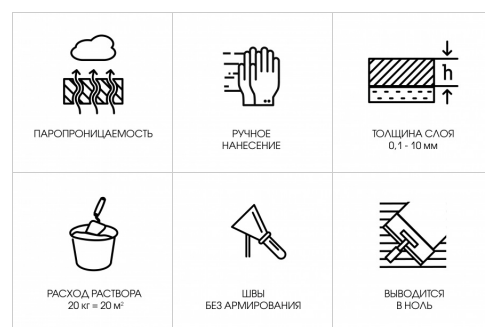 ПАРОПРОНИЦАЕМОСТЬ
РУЧНОЕ
НАНЕСЕНИЕ
h
ТОЛЩИНА СЛОЯ
0,1 - 10 мм
РАСХОД РАСТВОРА
20 кг = 20 м²
ШВЫ
БЕЗ АРМИРОВАНИЯ
ВЫВОДИТСЯ
В НОЛЬ